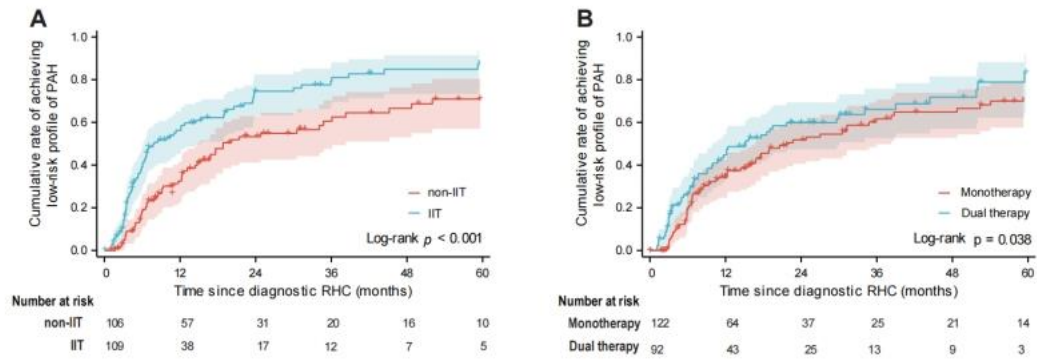 A
Cumulative rate of achieving
low-risk profile of PAH
1.0
0.8
0.6
0.4
0.2
0.0
non-IIT
IIT
Log-rank p < 0.001
0 12 24 36 48 60
Time since diagnostic RHC (months)
Number at risk
non-IIT 106 57 31 20 16 10
IIT 109 38 17 12 7 5
B
Cumulative rate of achieving
low-risk profile of PAH
1.0
0.8
0.6
0.4
0.2
0.0
Monotherapy
Dual therapy
Log-rank p = 0.038
0 12 24 36 48 60
Time since diagnostic RHC (months)
Number at risk
Monotherapy 122 64 37 25 21 14
Dual therapy 92 43 25 13 9 3